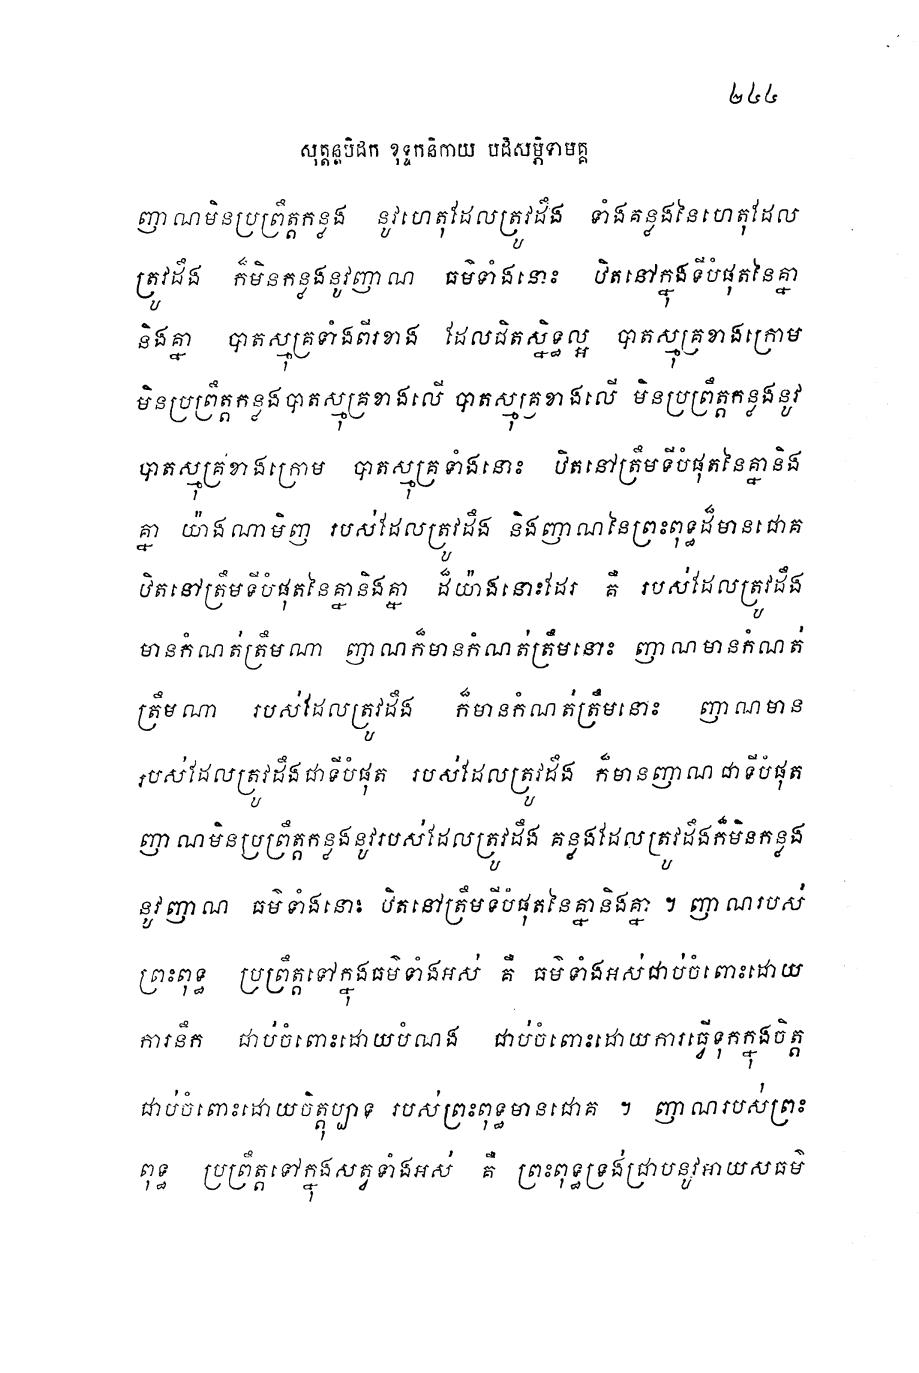 ២៤៤
សុត្តន្តបិដក ខុទ្ទកនិកាយ បដិសម្ភិទាមគ្គ
ញាណមិនប្រព្រឹត្តកន្លង នូវហេតុដែលត្រូវដឹង ទាំងគន្លងនៃហេតុដែល
ត្រូវដឹង ក៏មិនកន្លងនូវញាណ ធម៌ទាំងនោះ ឋិតនៅក្នុងទីបំផុតនៃគ្នា
និងគ្នា បាតស្មុគ្រទាំងពីរខាង ដែលជិតស្និទ្ធល្អ បាតស្មុគ្រខាងក្រោម
មិនប្រព្រឹត្តកន្លងបាតស្មុគ្រខាងលើ បាតស្មុគ្រខាងលើ មិនប្រព្រឹត្តកន្លងនូវ
បាតស្មុគ្រខាងក្រោម បាតស្មុគ្រទាំងនោះ ឋិតនៅត្រឹមទីបំផុតនៃគ្នានិង
គ្នា យ៉ាងណាមិញ របស់ដែលត្រូវដឹង និងញាណនៃព្រះពុទ្ធដ៏មានជោគ
ឋិតនៅត្រឹមទីបំផុតនៃគ្នានិងគ្នា ដ៏យ៉ាងនោះដែរ គឺ របស់ដែលត្រូវដឹង
មានកំណត់ត្រឹមណា ញាណក៏មានកំណត់ត្រឹមនោះ ញាណមានកំណត់
ត្រឹមណា របស់ដែលត្រូវដឹង ក៏មានកំណត់ត្រឹមនោះ ញាណមាន
របស់ដែលត្រូវដឹងជាទីបំផុត របស់ដែលត្រូវដឹង ក៏មានញាណជាទីបំផុត
ញាណមិនប្រព្រឹត្តកន្លងនូវរបស់ដែលត្រូវដឹង គន្លងដែលត្រូវដឹងក៏មិនកន្លង
នូវញាណ ធម៌ទាំងនោះ ឋិតនៅត្រឹមទីបំផុតនៃគ្នានិងគ្នា ។ ញាណរបស់
ព្រះពុទ្ធ ប្រព្រឹត្តទៅក្នុងធម៌ទាំងអស់ គឺ ធម៌ទាំងអស់ជាប់ចំពោះដោយ
ការនឹក ជាប់ចំពោះដោយបំណង ជាប់ចំពោះដោយការធ្វើទុកក្នុងចិត្ត
ជាប់ចំពោះដោយចិត្តុប្បាទ របស់ព្រះពុទ្ធមានជោគ ។ ញាណរបស់ព្រះ
ពុទ្ធ ប្រព្រឹត្តទៅក្នុងសត្វទាំងអស់ គឺ ព្រះពុទ្ធទ្រង់ជ្រាបនូវអាយសធម៌